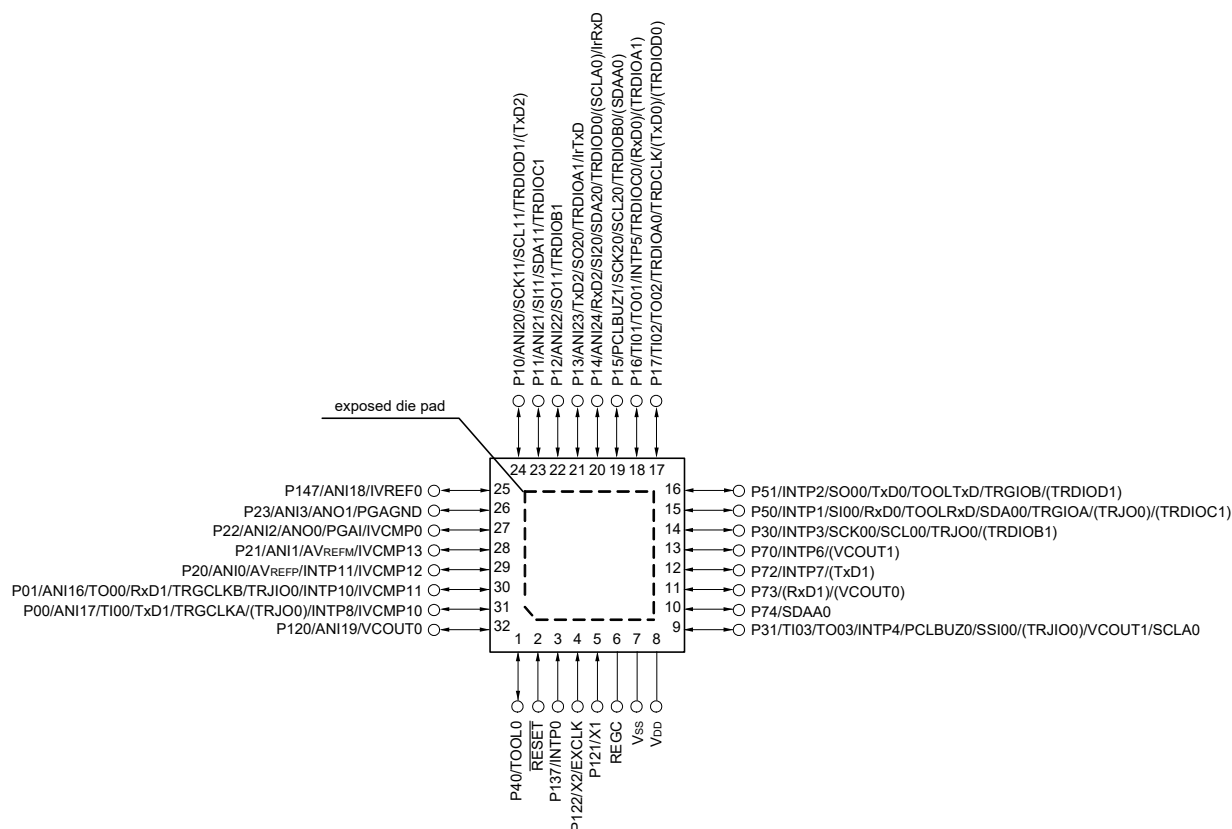 P10/ANI20/SCK11/SCL11/TRDIOD1/(TxD2)
P11/ANI21/SI11/SDA11/TRDIOC1
P12/ANI22/SO11/TRDIOB1
P13/ANI23/TxD2/SO20/TRDIOA1/IrTxD
P14/ANI24/RxD2/SI20/SDA20/TRDIOD0/(SCLA0)/IrRxD
P15/PCLBUZ1/SCK20/SCL20/TRDIOB0/(SDAA0)
P16/TI01/TO01/INTP5/TRDIOC0/(RxD0)/(TRDIOA1)
P17/TI02/TO02/TRDIOA0/TRDCLK/(TxD0)/(TRDIOD0)
exposed die pad
24 23 22 21 20 19 18 17
P147/ANI18/IVREF0 25
P23/ANI3/ANO1/PGAGND 26
P22/ANI2/ANO0/PGAI/IVCMP0 27
P21/ANI1/AVREFM/IVCMP13 28
P20/ANI0/AVREFP/INTP11/IVCMP12 29
P01/ANI16/TO00/RxD1/TRGCLKB/TRJIO0/INTP10/IVCMP11 30
P00/ANI17/TI00/TxD1/TRGCLKA/(TRJO0)/INTP8/IVCMP10 31
P120/ANI19/VCOUT0 32
16 P51/INTP2/SO00/TxD0/TOOLTxD/TRGIOB/(TRDIOD1)
15 P50/INTP1/SI00/RxD0/TOOLRxD/SDA00/TRGIOA/(TRJO0)/(TRDIOC1)
14 P30/INTP3/SCK00/SCL00/TRJO0/(TRDIOB1)
13 P70/INTP6/(VCOUT1)
12 P72/INTP7/(TxD1)
11 P73/(RxD1)/(VCOUT0)
10 P74/SDAA0
9 P31/TI03/TO03/INTP4/PCLBUZ0/SSI00/(TRJIO0)/VCOUT1/SCLA0
1 2 3 4 5 6 7 8
P40/TOOL0
RESET
P137/INTP0
P122/X2/EXCLK
P121/X1
REGC
VSS
VDD